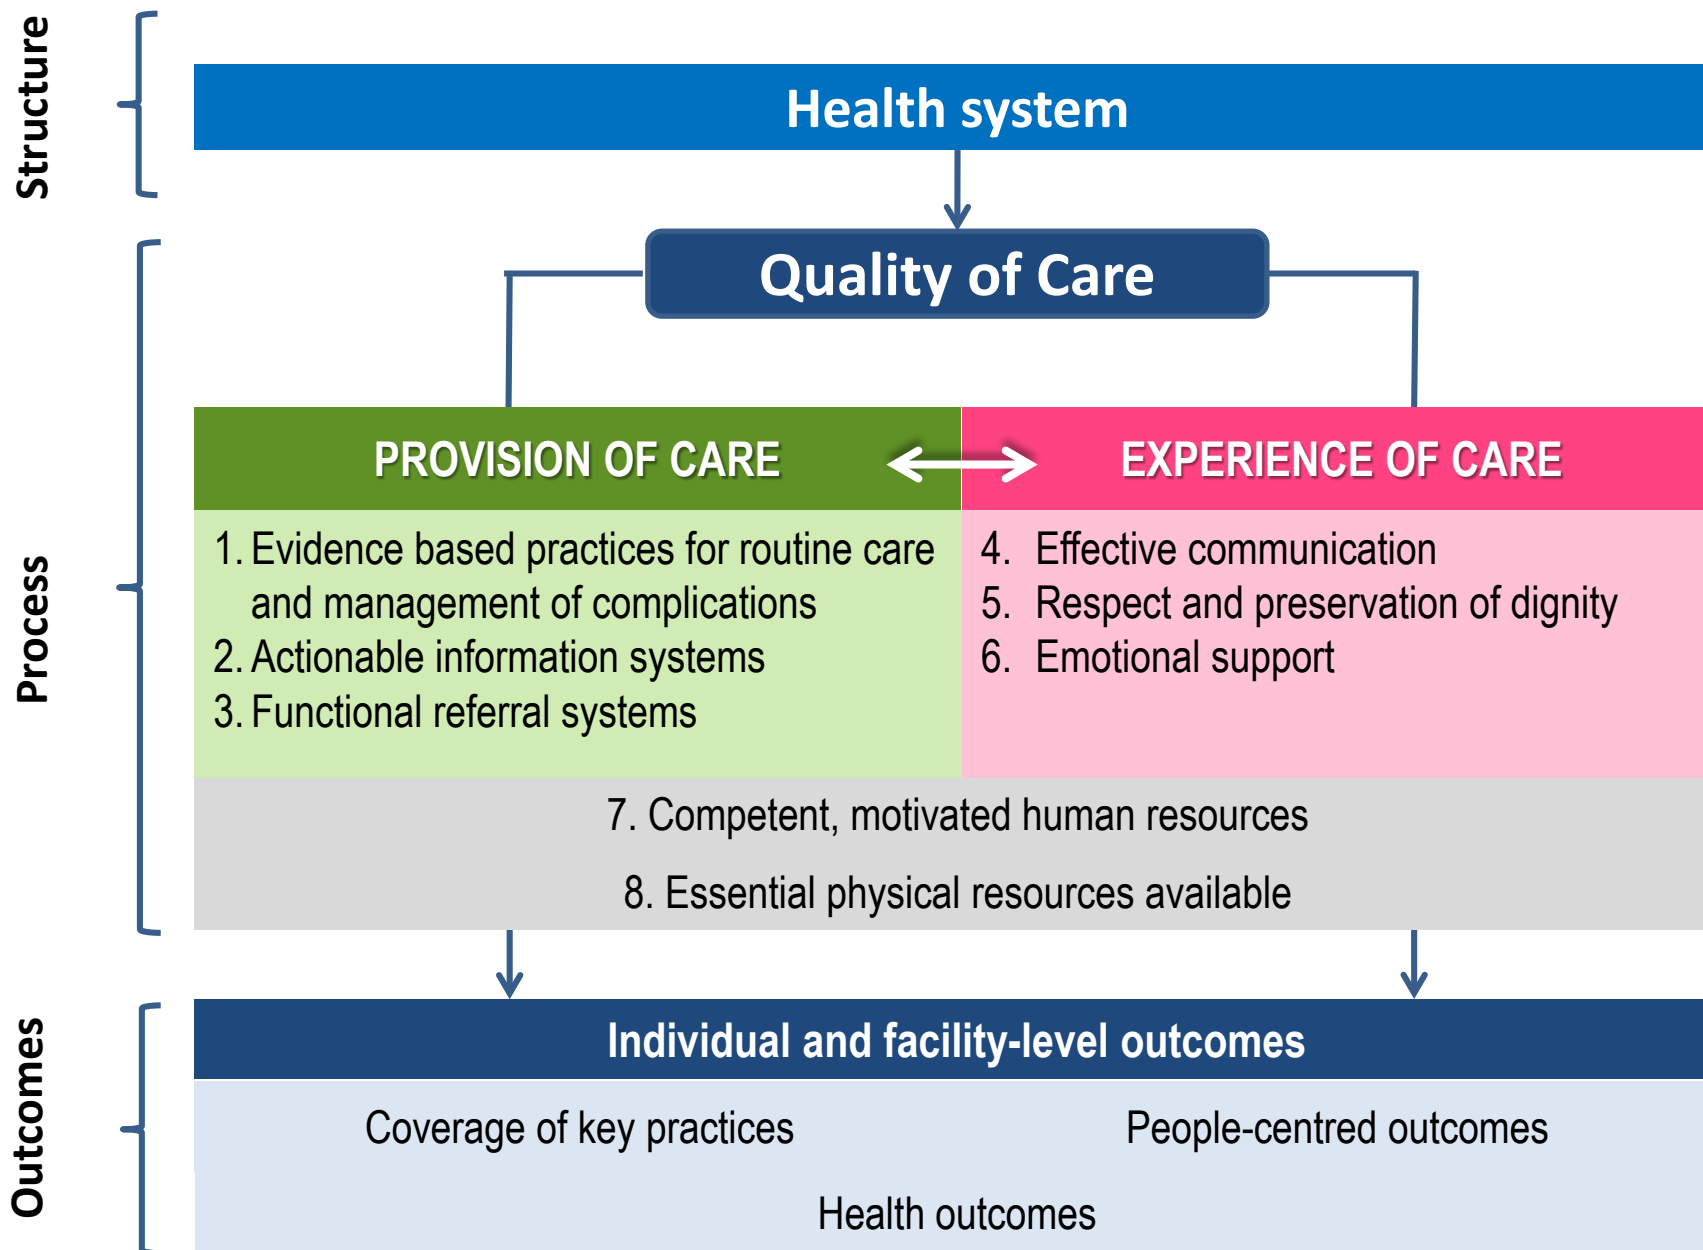 Structure
Health system
Quality of Care
Process
PROVISION OF CARE
EXPERIENCE OF CARE
1. Evidence based practices for routine care
and management of complications
2. Actionable information systems
3. Functional referral systems
4. Effective communication
5. Respect and preservation of dignity
6. Emotional support
7. Competent, motivated human resources
8. Essential physical resources available
Outcomes
Individual and facility-level outcomes
Coverage of key practices
People-centred outcomes
Health outcomes